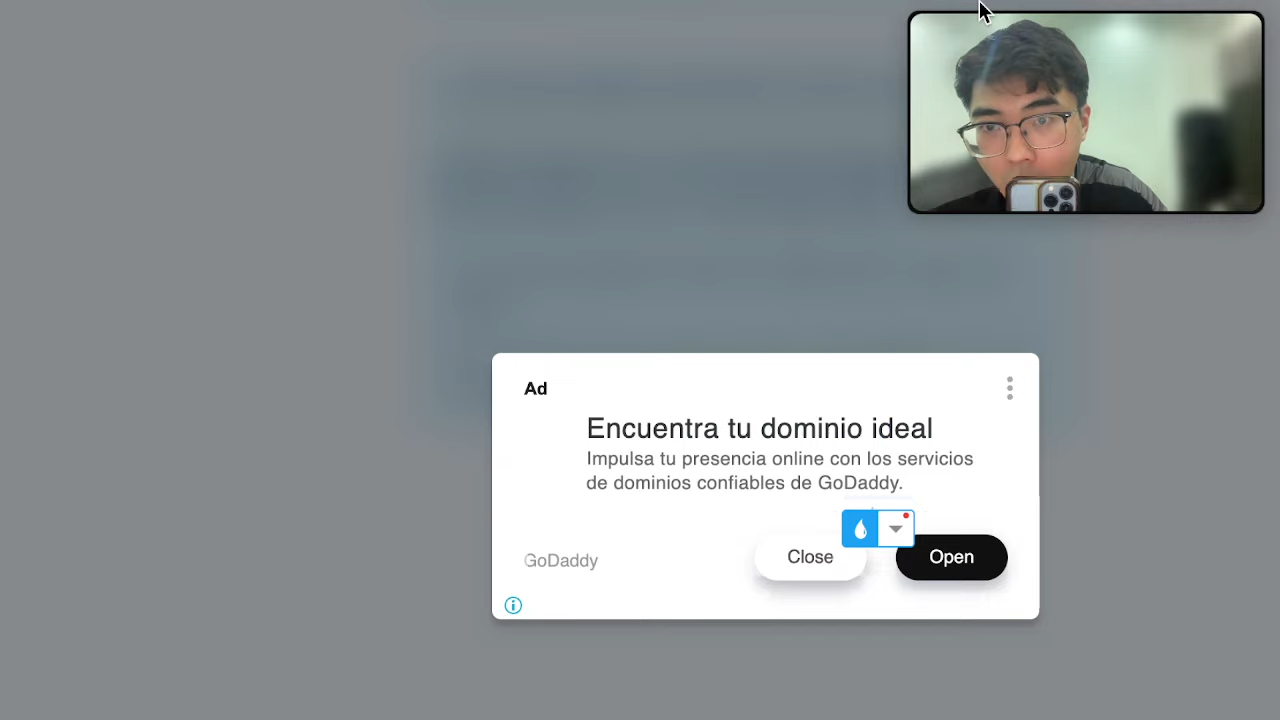 Ad
Encuentra tu dominio ideal
Impulsa tu presencia online con los servicios
de dominios confiables de GoDaddy.
GoDaddy
Close
Open